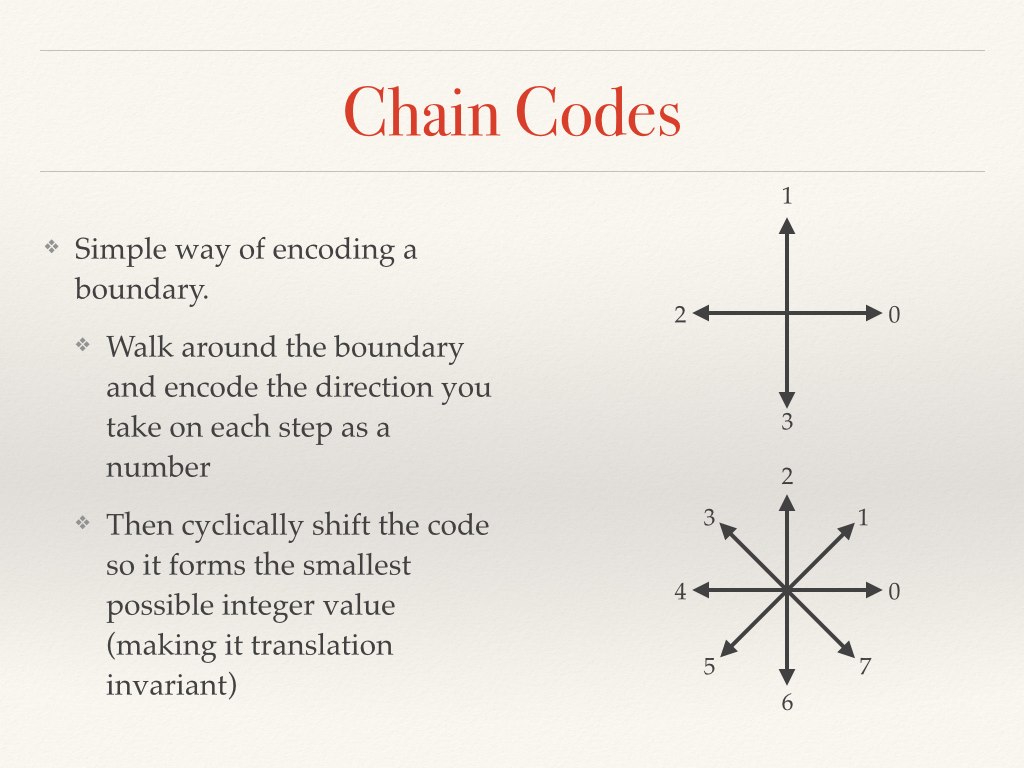 Chain Codes
❖ Simple way of encoding a
boundary.
❖ Walk around the boundary
and encode the direction you
take on each step as a
number
❖ Then cyclically shift the code
so it forms the smallest
possible integer value
(making it translation
invariant)
1
2 0
3
2
3 1
4 0
5 7
6